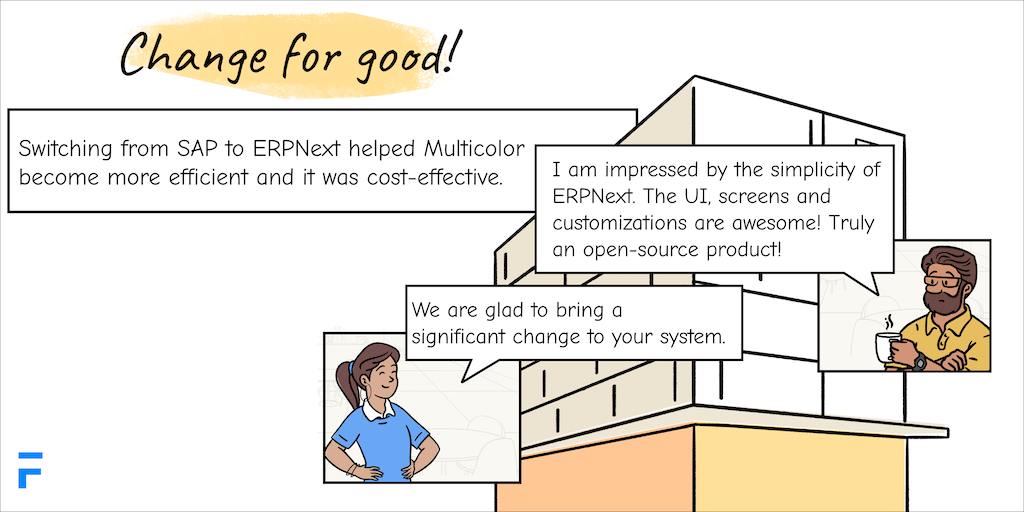 Change for good!
Switching from SAP to ERPNext helped Multicolor
become more efficient and it was cost-effective.
I am impressed by the simplicity of
ERPNext. The UI, screens and
customizations are awesome! Truly
an open-source product!
We are glad to bring a
significant change to your system.